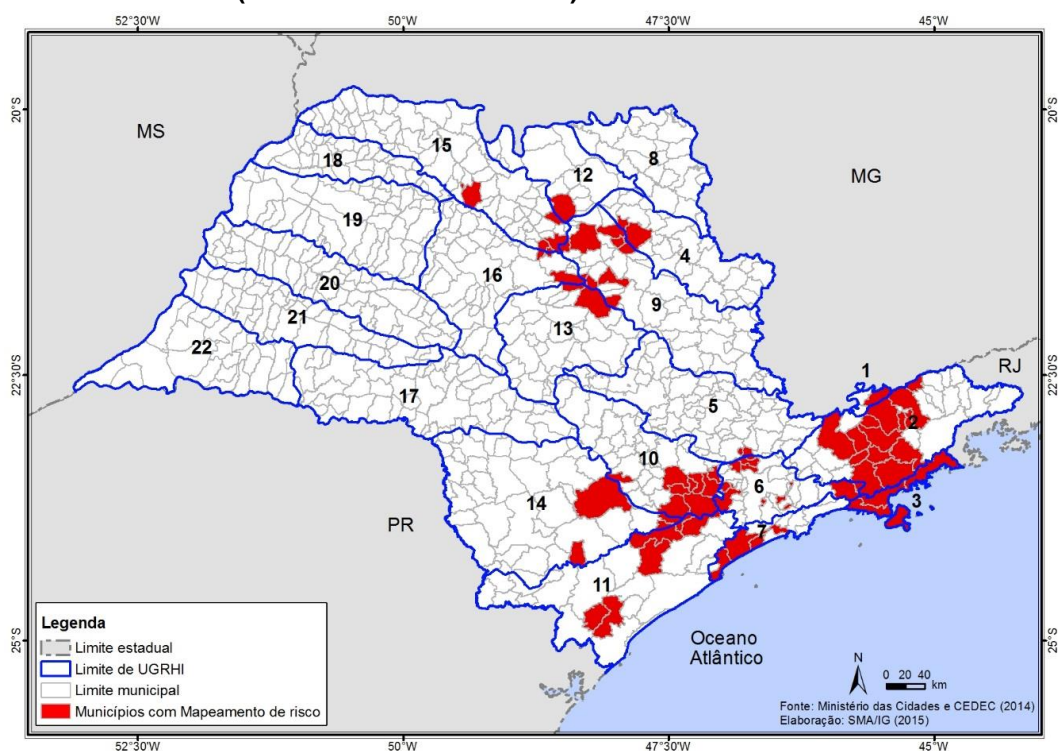 52°30'W 50°W 47°30'W 45°W
20°S 20°S
MS
15
8
18
12
MG
19
4
16
20
9
21
13
22
1
RJ
22°30'S 22°30'S
17
5
2
10
6
14
3
PR
7
11
Legenda
Limite estadual
Limite de UGRHI
Limite municipal
Municípios com Mapeamento de risco
Oceano
Atlântico
25°S 25°S
N
0 20 40
km
Fonte: Ministério das Cidades e CEDEC (2014)
Elaboração: SMA/IG (2015)
52°30'W 50°W 47°30'W 45°W